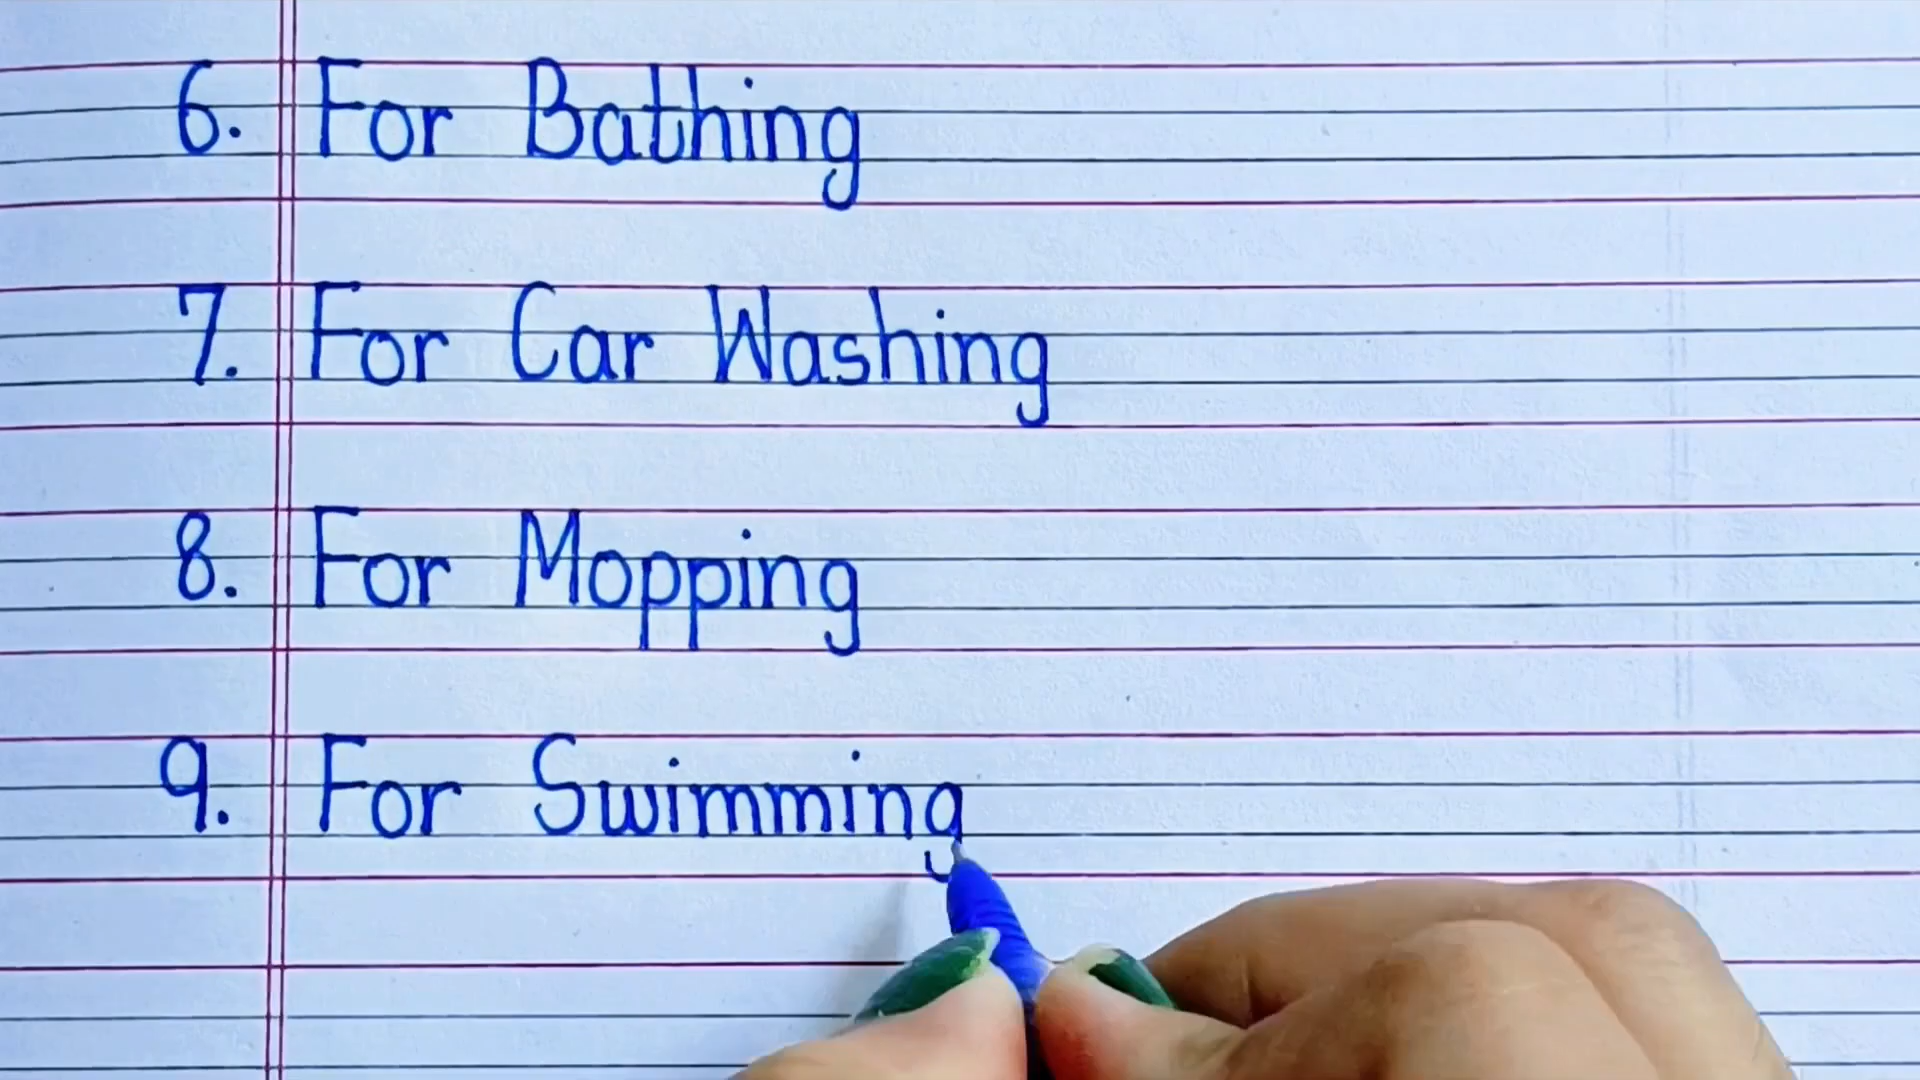 6. For Bathing
7. For Car Washing
8. For Mopping
9. For Swimming